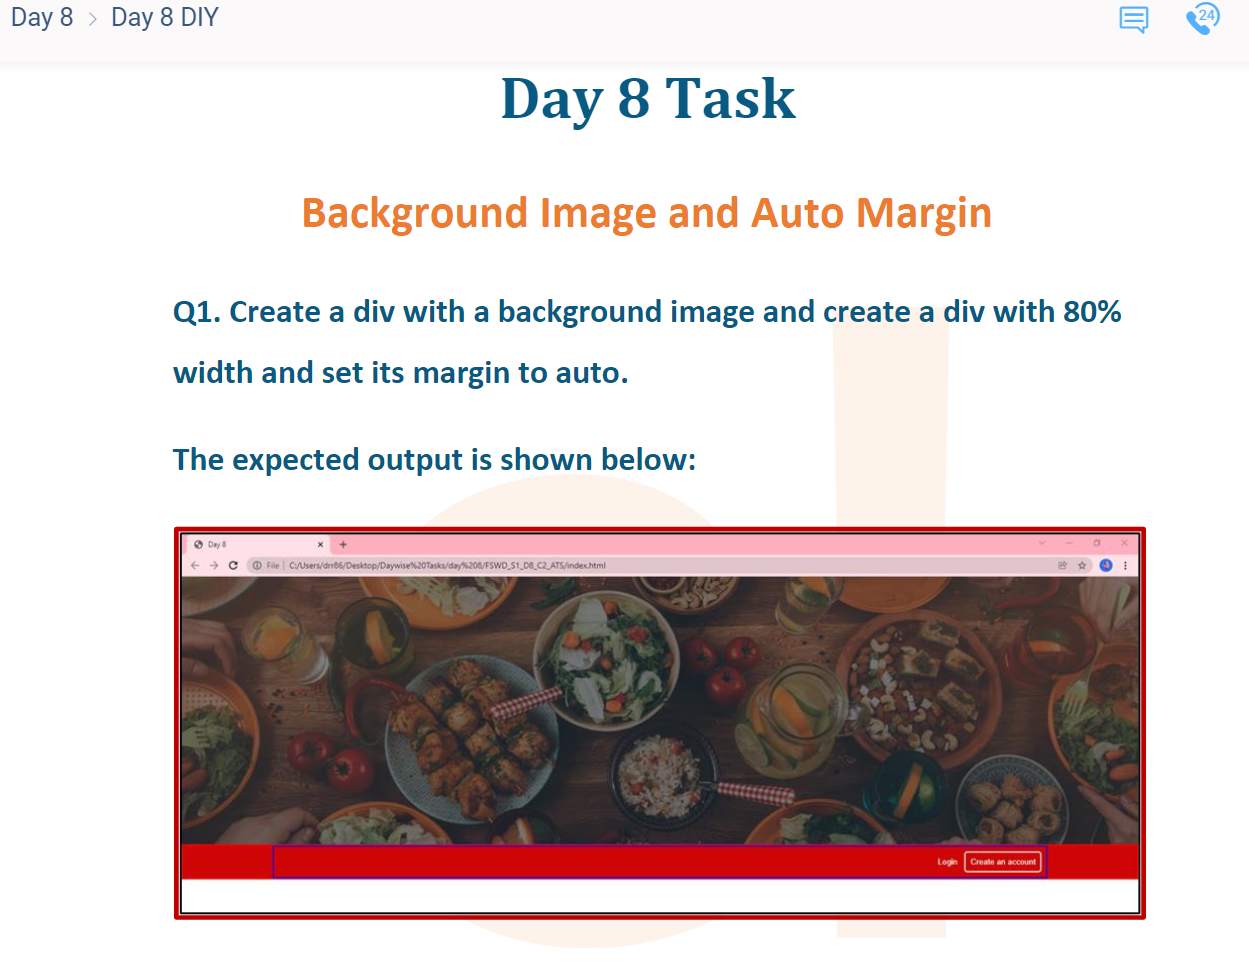 Day 8 > Day 8 DIY
24
Day 8 Task
Background Image and Auto Margin
Q1. Create a div with a background image and create a div with 80%
width and set its margin to auto.
The expected output is shown below:
Day 8
File | C:/Users/drr86/Desktop/Daywise%20Tasks/day%208/FSWD_S1_D8_C2_ATS/index.html
Login Create an account